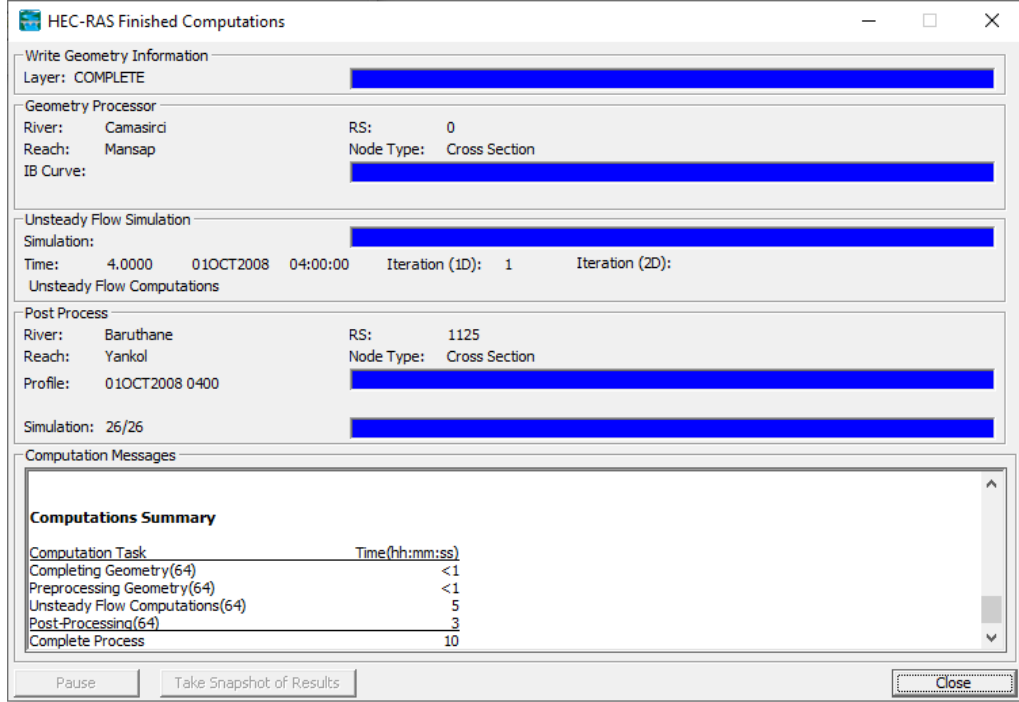 HEC-RAS Finished Computations
Write Geometry Information
Layer: COMPLETE
Geometry Processor
River: Camasirci RS: 0
Reach: Mansap Node Type: Cross Section
IB Curve:
Unsteady Flow Simulation
Simulation:
Time: 4.0000 01OCT2008 04:00:00 Iteration (1D): 1 Iteration (2D):
Unsteady Flow Computations
Post Process
River: Baruthane RS: 1125
Reach: Yankol Node Type: Cross Section
Profile: 01OCT2008 0400
Simulation: 26/26
Computation Messages
Computations Summary
Computation Task Time(hh:mm:ss)
Completing Geometry(64) <1
Preprocessing Geometry(64) <1
Unsteady Flow Computations(64) 5
Post-Processing(64) 3
Complete Process 10
Pause Take Snapshot of Results Close